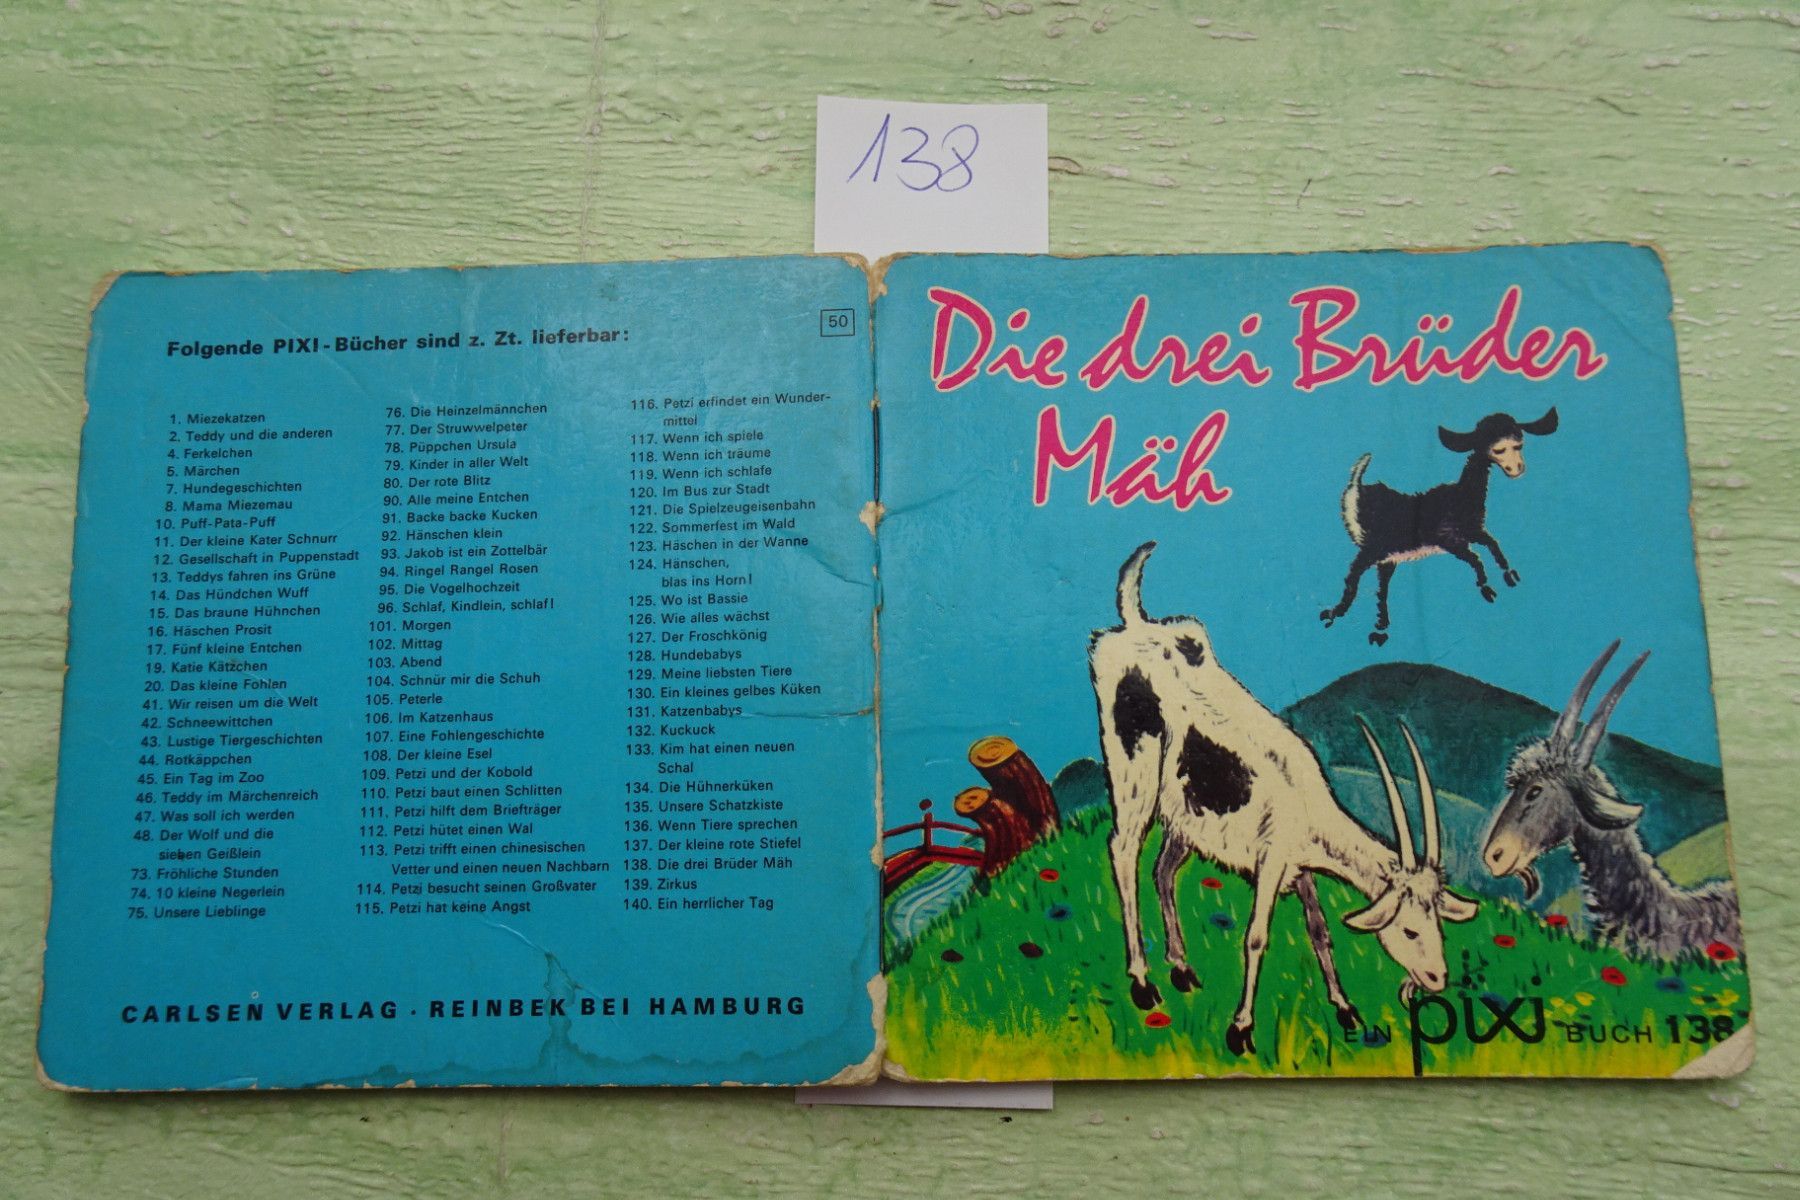 138
Folgende PIXI-Bücher sind z. Zt. lieferbar:
50
1. Miezekatzen
2. Teddy und die anderen
4. Ferkelchen
5. Märchen
7. Hundegeschichten
8. Mama Miezemau
10. Puff-Pata-Puff
11. Der kleine Kater Schnurr
12. Gesellschaft in Puppenstadt
13. Teddys fahren ins Grüne
14. Das Hündchen Wuff
15. Das braune Hühnchen
16. Häschen Prosit
17. Fünf kleine Entchen
19. Katie Kätzchen
20. Das kleine Fohlen
41. Wir reisen um die Welt
42. Schneewittchen
43. Lustige Tiergeschichten
44. Rotkäppchen
45. Ein Tag im Zoo
46. Teddy im Märchenreich
47. Was soll ich werden
48. Der Wolf und die
sieben Geißlein
73. Fröhliche Stunden
74. 10 kleine Negerlein
75. Unsere Lieblinge
76. Die Heinzelmännchen
77. Der Struwwelpeter
78. Püppchen Ursula
79. Kinder in aller Welt
80. Der rote Blitz
90. Alle meine Entchen
91. Backe backe Kucken
92. Hänschen klein
93. Jakob ist ein Zottelbär
94. Ringel Rangel Rosen
95. Die Vogelhochzeit
96. Schlaf, Kindlein, schlaf!
101. Morgen
102. Mittag
103. Abend
104. Schnür mir die Schuh
105. Peterle
106. Im Katzenhaus
107. Eine Fohlengeschichte
108. Der kleine Esel
109. Petzi und der Kobold
110. Petzi baut einen Schlitten
111. Petzi hilft dem Briefträger
112. Petzi hütet einen Wal
113. Petzi trifft einen chinesischen
Vetter und einen neuen Nachbarn
114. Petzi besucht seinen Großvater
115. Petzi hat keine Angst
116. Petzi erfindet ein Wunder-
mittel
117. Wenn ich spiele
118. Wenn ich träume
119. Wenn ich schlafe
120. Im Bus zur Stadt
121. Die Spielzeugeisenbahn
122. Sommerfest im Wald
123. Häschen in der Wanne
124. Hänschen,
blas ins Horn!
125. Wo ist Bassie
126. Wie alles wächst
127. Der Froschkönig
128. Hundebabys
129. Meine liebsten Tiere
130. Ein kleines gelbes Küken
131. Katzenbabys
132. Kuckuck
133. Kim hat einen neuen
Schal
134. Die Hühnerküken
135. Unsere Schatzkiste
136. Wenn Tiere sprechen
137. Der kleine rote Stiefel
138. Die drei Brüder Mäh
139. Zirkus
140. Ein herrlicher Tag
CARLSEN VERLAG · REINBEK BEI HAMBURG
Die drei Brüder
Mäh
EIN pixi BUCH 138